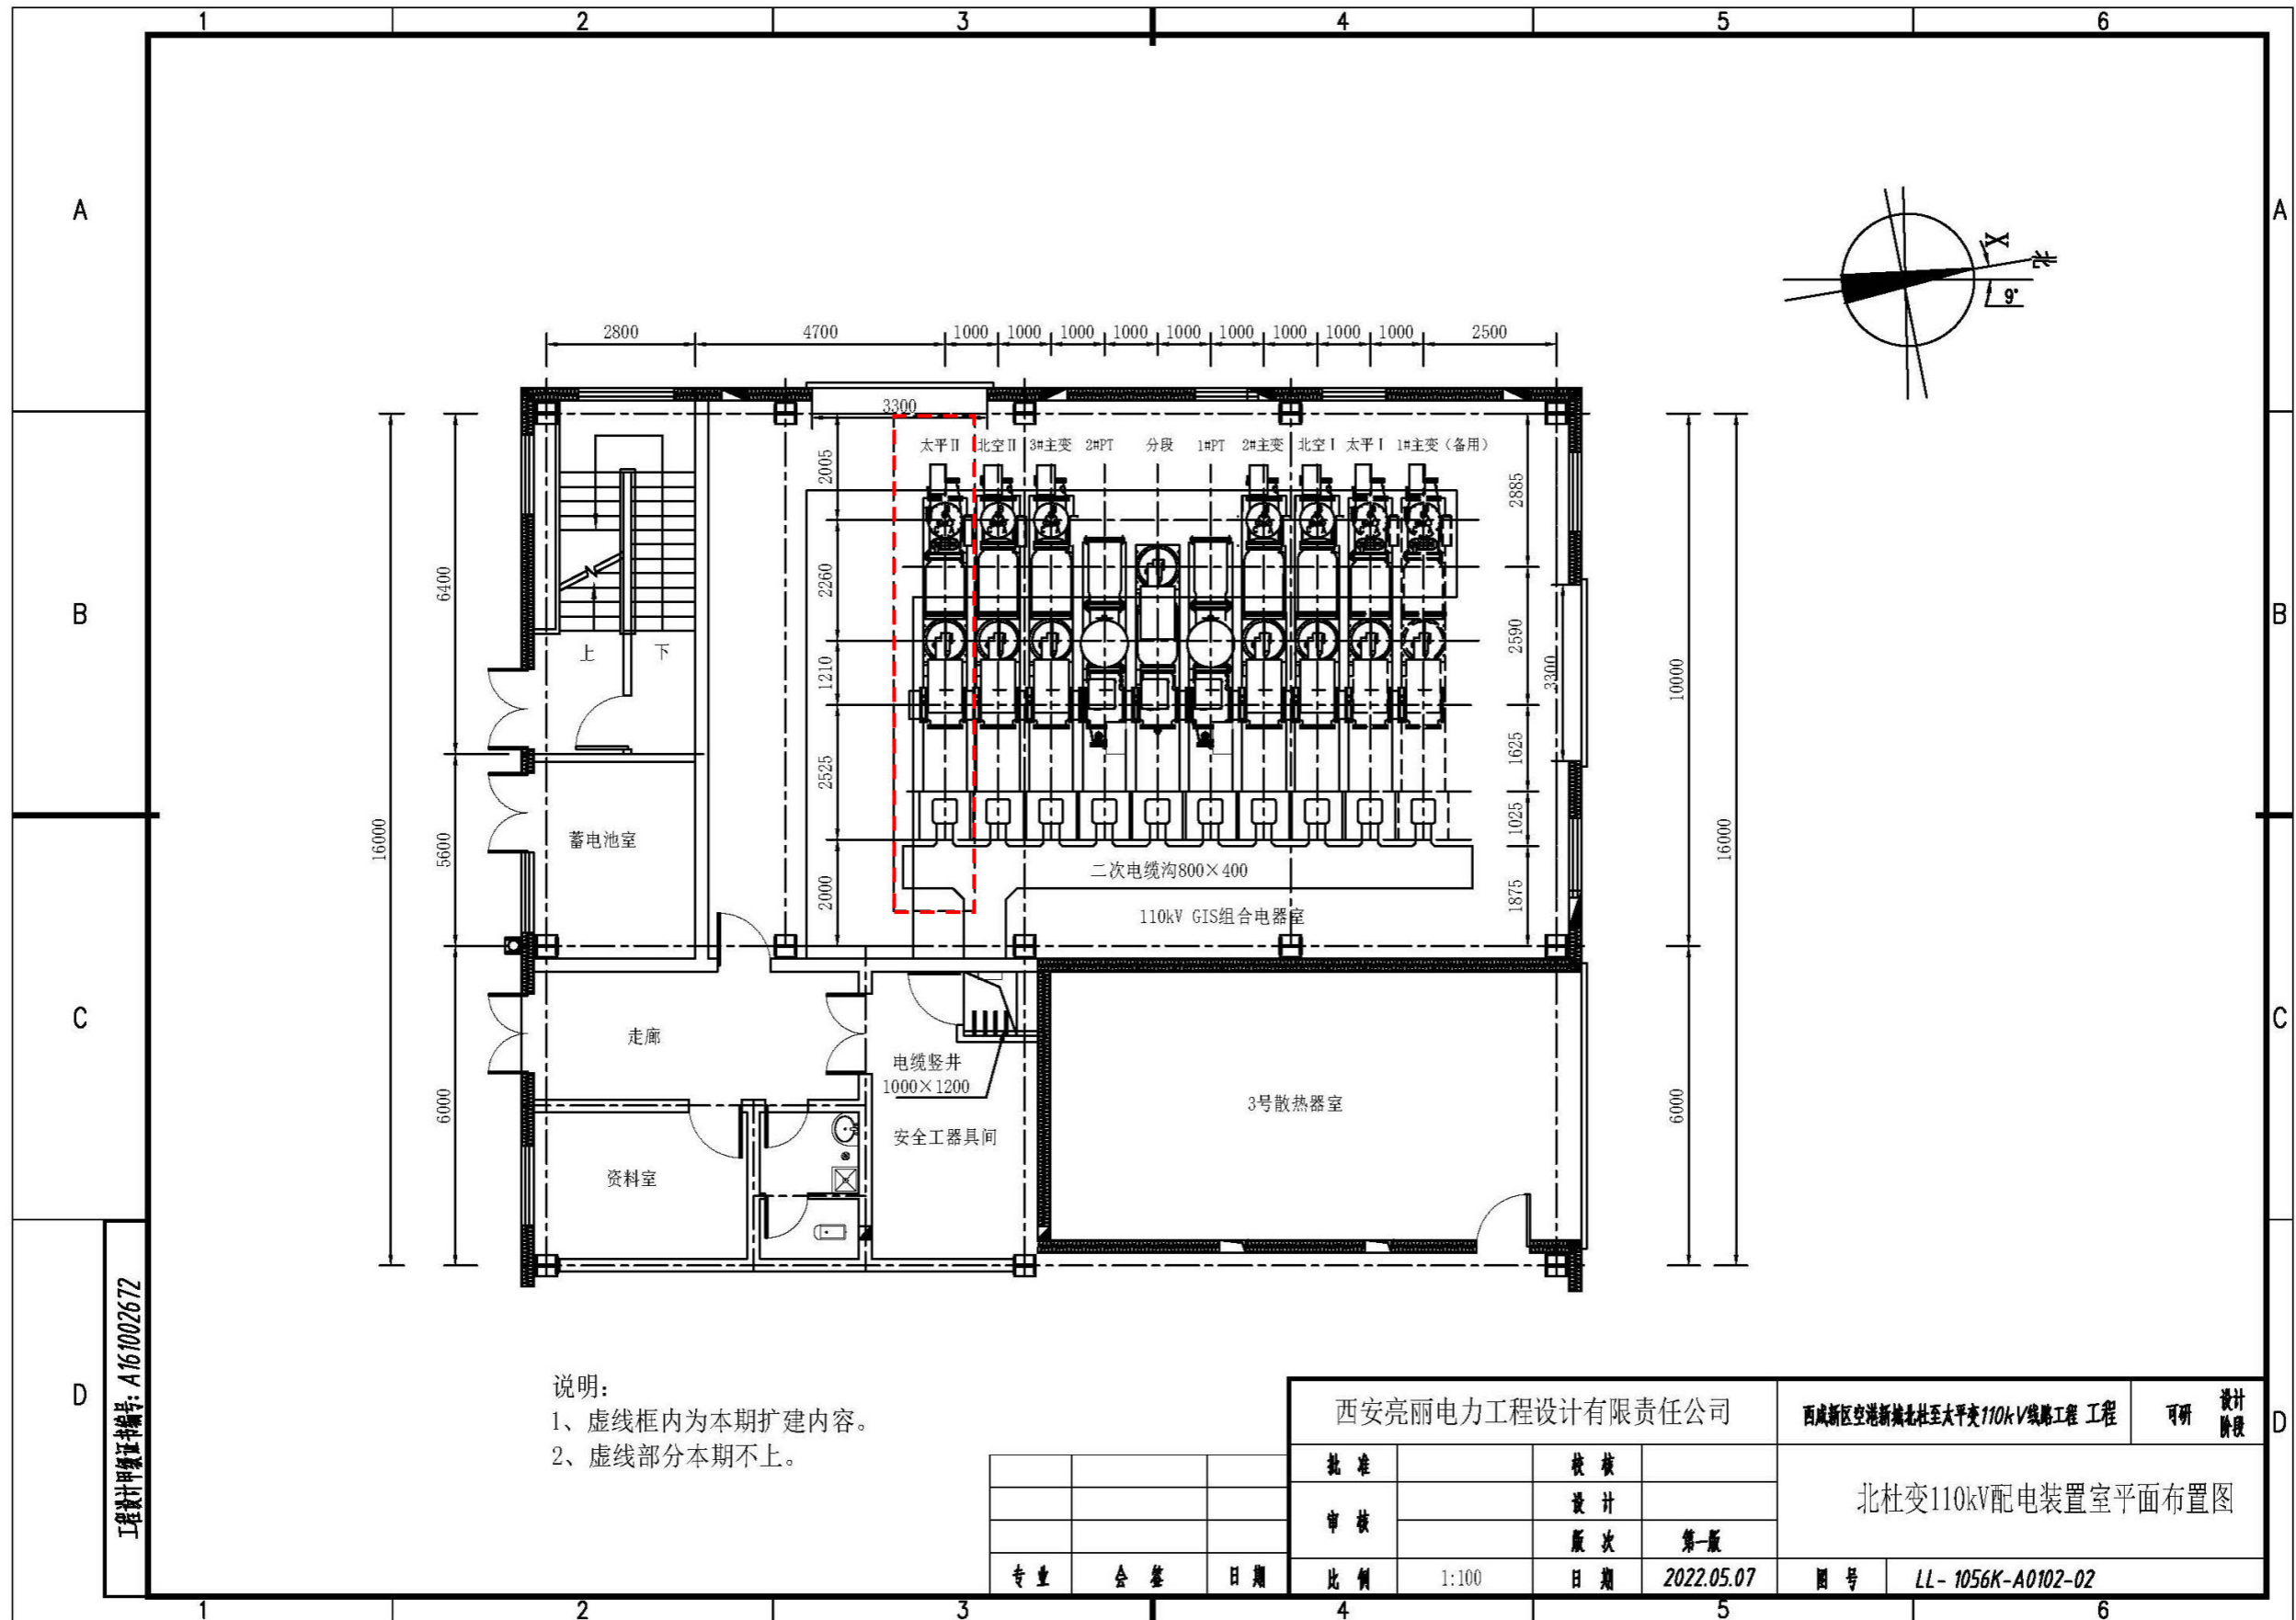 1 2 3 4 5 6
A A
X
北
9°
2800 4700 1000 1000 1000 1000 1000 1000 1000 1000 1000 2500
3300
太平Ⅱ 北空Ⅱ 3#主变 2#PT 分段 1#PT 2#主变 北空Ⅰ 太平Ⅰ 1#主变（备用）
2005 2885
6400 2260 2590
B B
上 下
1210 3300 10000
2525 1625
1025
16000 5600 16000
蓄电池室
二次电缆沟800×400
2000 1875
110kV GIS组合电器室
C C
走廊
电缆竖井
1000×1200
6000 3号散热器室 6000
安全工器具间
资料室
工程设计甲级证书编号: A161002672
D D
说明:
1、虚线框内为本期扩建内容。
2、虚线部分本期不上。
西安亮丽电力工程设计有限责任公司 西咸新区空港新城北杜至太平变110kV线路工程 工程 可研 设计
阶段
批 准 校 核
北杜变110kV配电装置室平面布置图
审 核 设 计
版 次 第一版
专 业 会 签 日 期 比 例 1:100 日 期 2022.05.07 图 号 LL-1056K-A0102-02
1 2 3 4 5 6